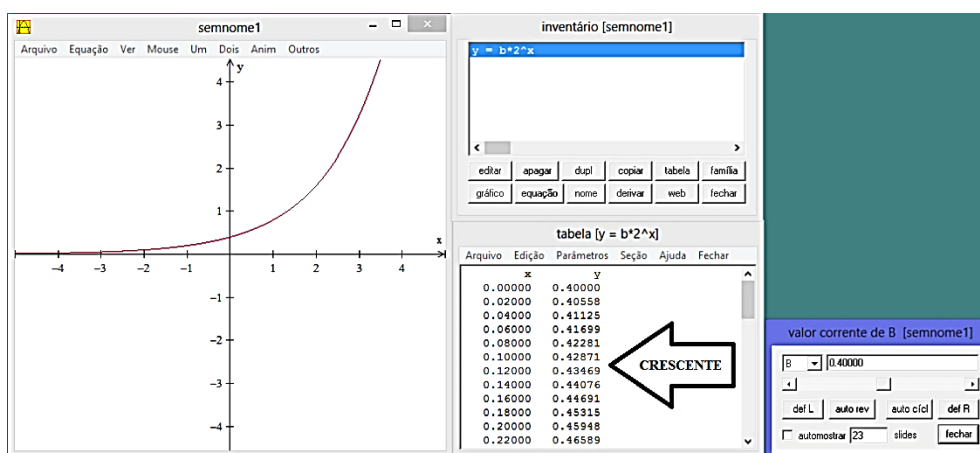 semnome1
Arquivo Equação Ver Mouse Um Dois Anim Outros
y
4
3
2
1
x
-4 -3 -2 -1 1 2 3 4
-1
-2
-3
-4
inventário [semnome1]
y = b*2^x
editar apagar dupl copiar tabela família
gráfico equação nome derivar web fechar
tabela [y = b*2^x]
Arquivo Edição Parâmetros Seção Ajuda Fechar
x y
0.00000 0.40000
0.02000 0.40558
0.04000 0.41125
0.06000 0.41699
0.08000 0.42281
0.10000 0.42871
0.12000 0.43469
0.14000 0.44076
0.16000 0.44691
0.18000 0.45315
0.20000 0.45948
0.22000 0.46589
CRESCENTE
valor corrente de B [semnome1]
B 0.40000
def L auto rev auto cícl def R
automostrar 23 slides fechar